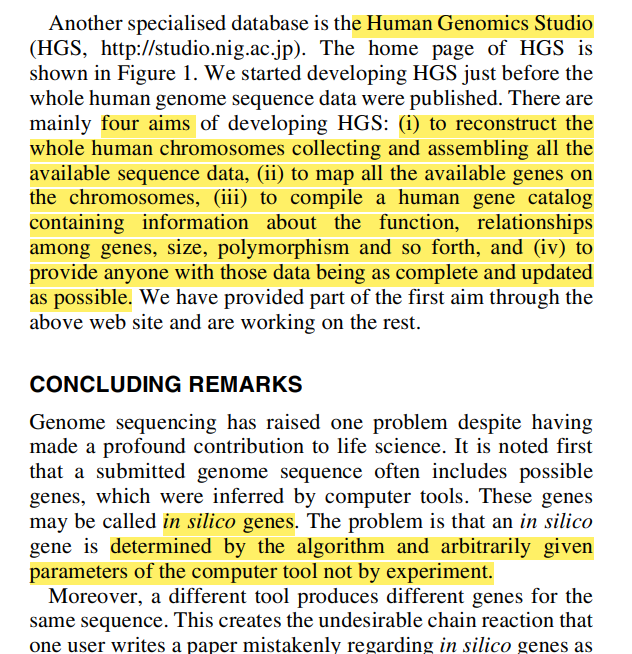 Another specialised database is the Human Genomics Studio
(HGS, http://studio.nig.ac.jp). The home page of HGS is
shown in Figure 1. We started developing HGS just before the
whole human genome sequence data were published. There are
mainly four aims of developing HGS: (i) to reconstruct the
whole human chromosomes collecting and assembling all the
available sequence data, (ii) to map all the available genes on
the chromosomes, (iii) to compile a human gene catalog
containing information about the function, relationships
among genes, size, polymorphism and so forth, and (iv) to
provide anyone with those data being as complete and updated
as possible. We have provided part of the first aim through the
above web site and are working on the rest.
CONCLUDING REMARKS
Genome sequencing has raised one problem despite having
made a profound contribution to life science. It is noted first
that a submitted genome sequence often includes possible
genes, which were inferred by computer tools. These genes
may be called in silico genes. The problem is that an in silico
gene is determined by the algorithm and arbitrarily given
parameters of the computer tool not by experiment.
Moreover, a different tool produces different genes for the
same sequence. This creates the undesirable chain reaction that
one user writes a paper mistakenly regarding in silico genes as